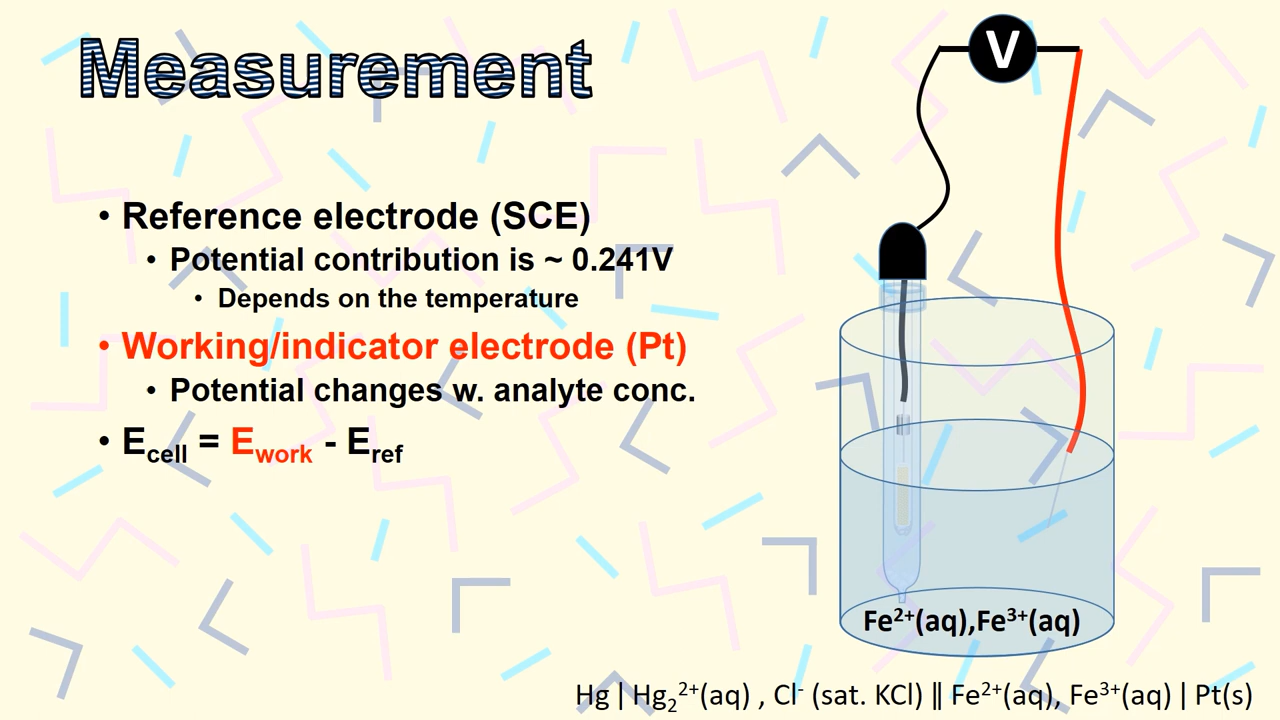 Measurement
V
• Reference electrode (SCE)
• Potential contribution is ~ 0.241V
• Depends on the temperature
• Working/indicator electrode (Pt)
• Potential changes w. analyte conc.
• E_cell = E_work - E_ref
Fe²⁺(aq),Fe³⁺(aq)
Hg | Hg₂²⁺(aq) , Cl⁻ (sat. KCl) ‖ Fe²⁺(aq), Fe³⁺(aq) | Pt(s)